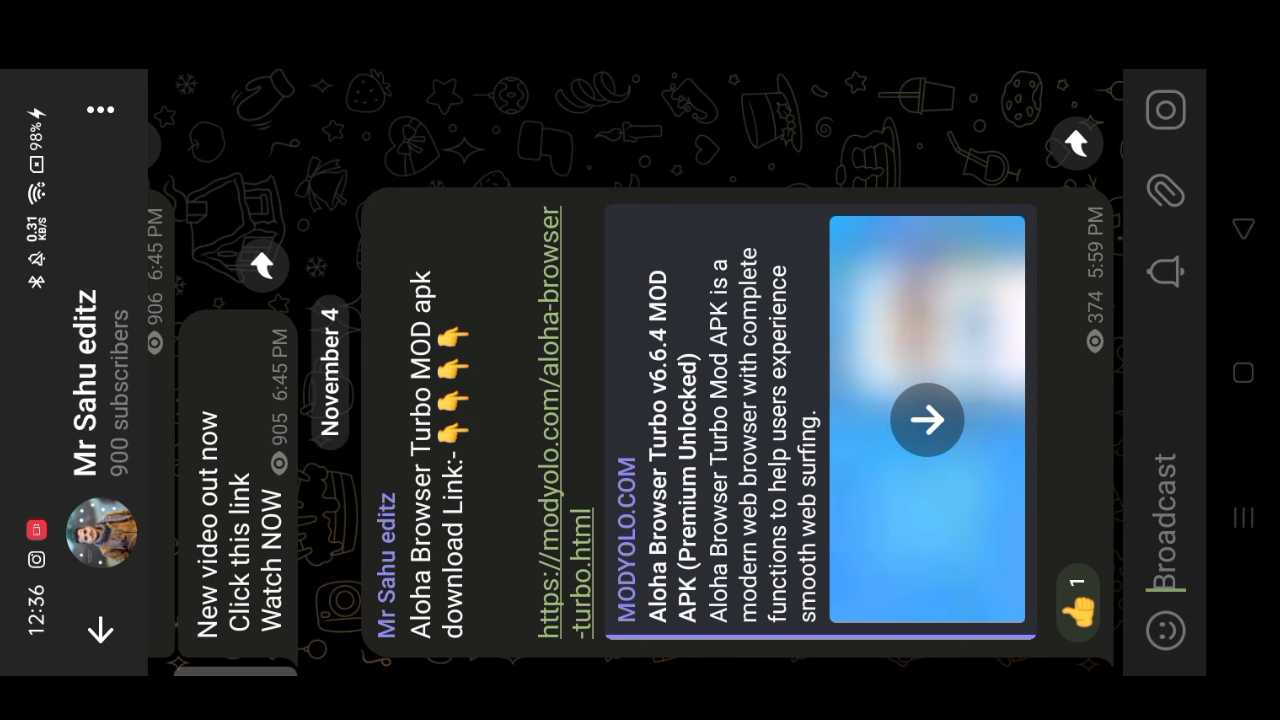 12:36 0.31 KB/S 98%
Mr Sahu editz
900 subscribers
906 6:45 PM
New video out now
Click this link
Watch NOW 905 6:45 PM
November 4
Mr Sahu editz
Aloha Browser Turbo MOD apk
download Link:-👉👉👉👉
https://modyolo.com/aloha-browser
-turbo.html
MODYOLO.COM
Aloha Browser Turbo v6.6.4 MOD
APK (Premium Unlocked)
Aloha Browser Turbo Mod APK is a
modern web browser with complete
functions to help users experience
smooth web surfing.
👍 1
374 5:59 PM
Broadcast